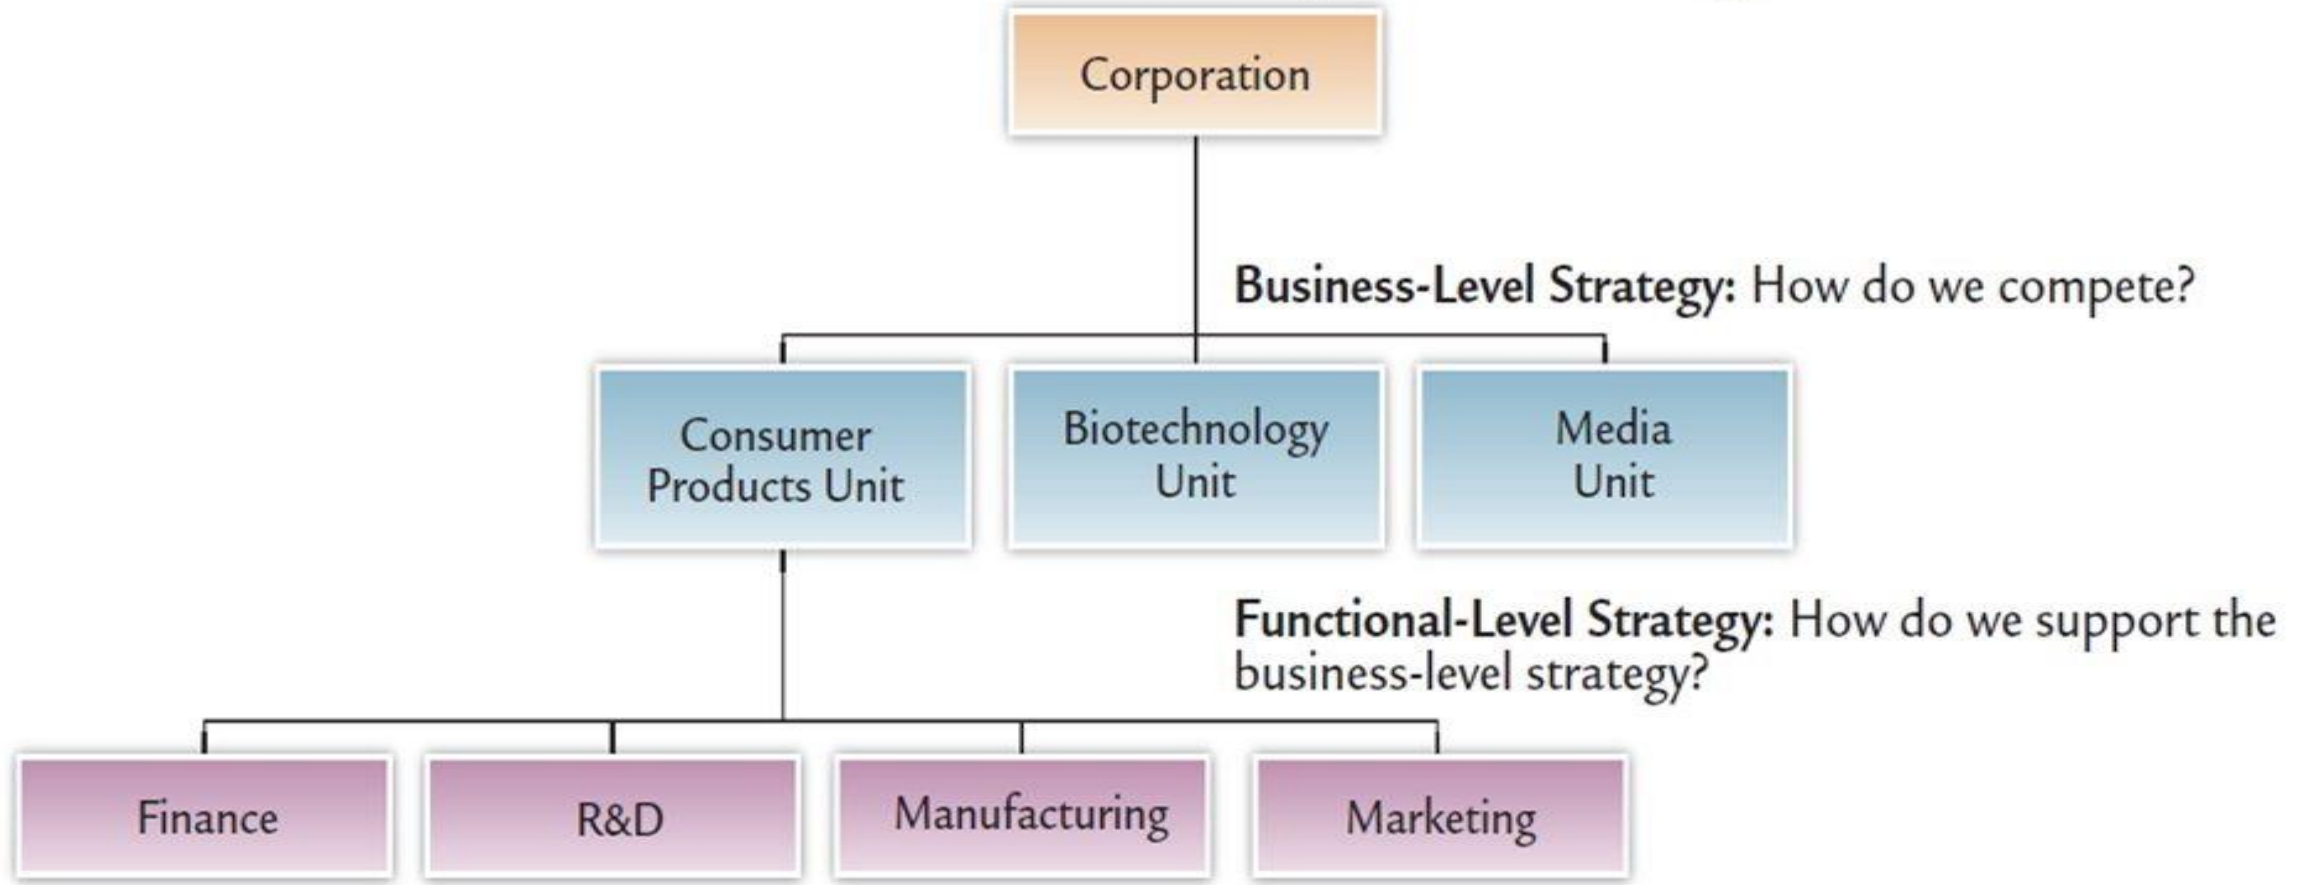 Corporation
Business-Level Strategy: How do we compete?
Consumer
Products Unit
Biotechnology
Unit
Media
Unit
Functional-Level Strategy: How do we support the
business-level strategy?
Finance
R&D
Manufacturing
Marketing